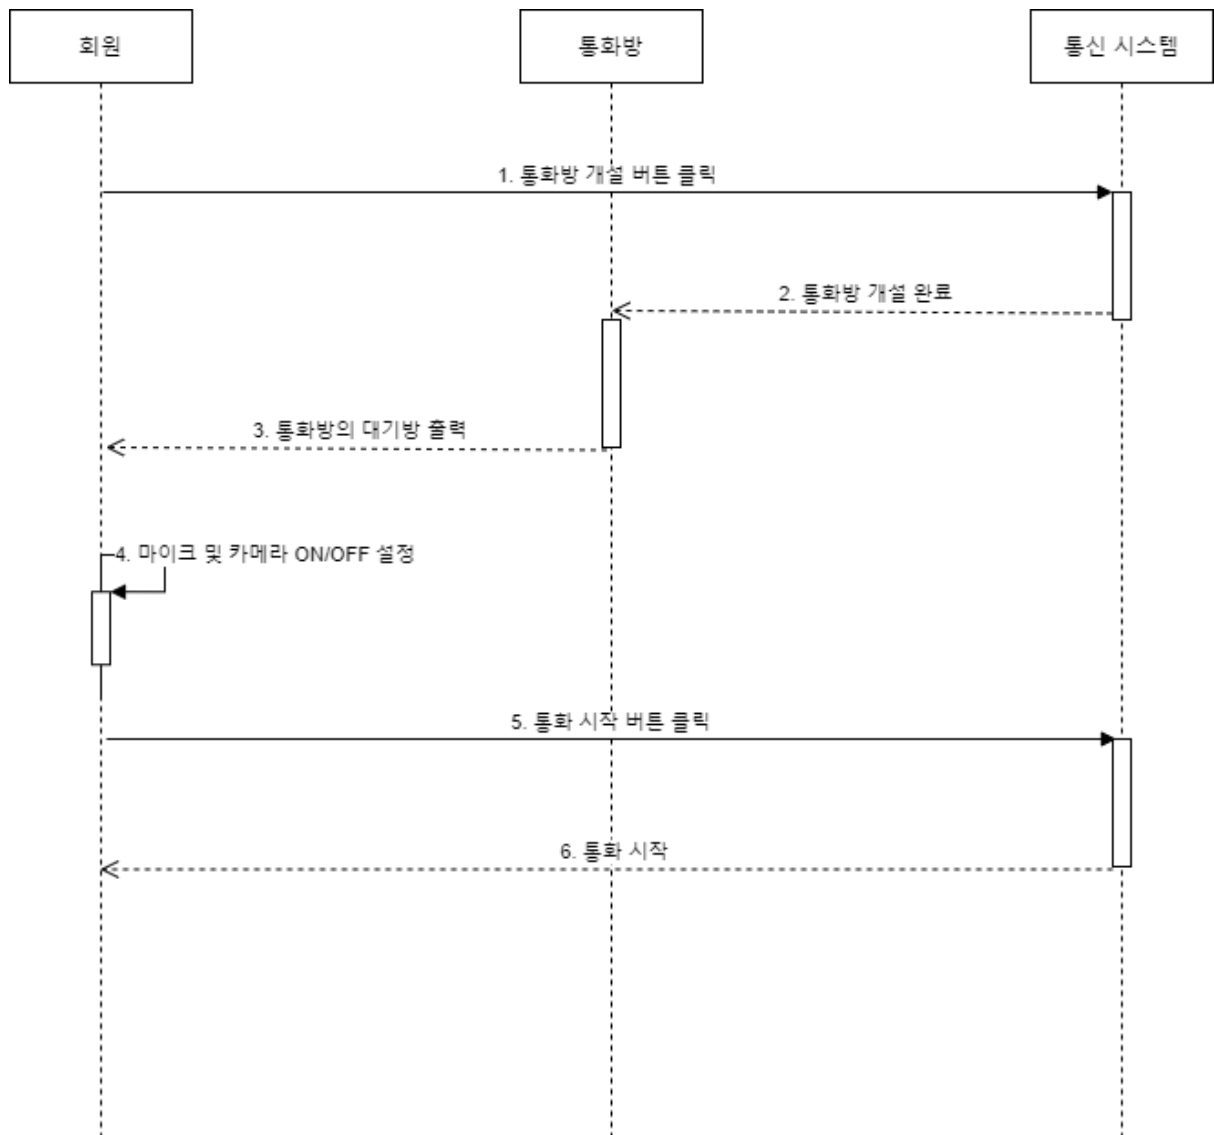 회원
통화방
통신 시스템
1. 통화방 개설 버튼 클릭
2. 통화방 개설 완료
3. 통화방의 대기방 출력
4. 마이크 및 카메라 ON/OFF 설정
5. 통화 시작 버튼 클릭
6. 통화 시작